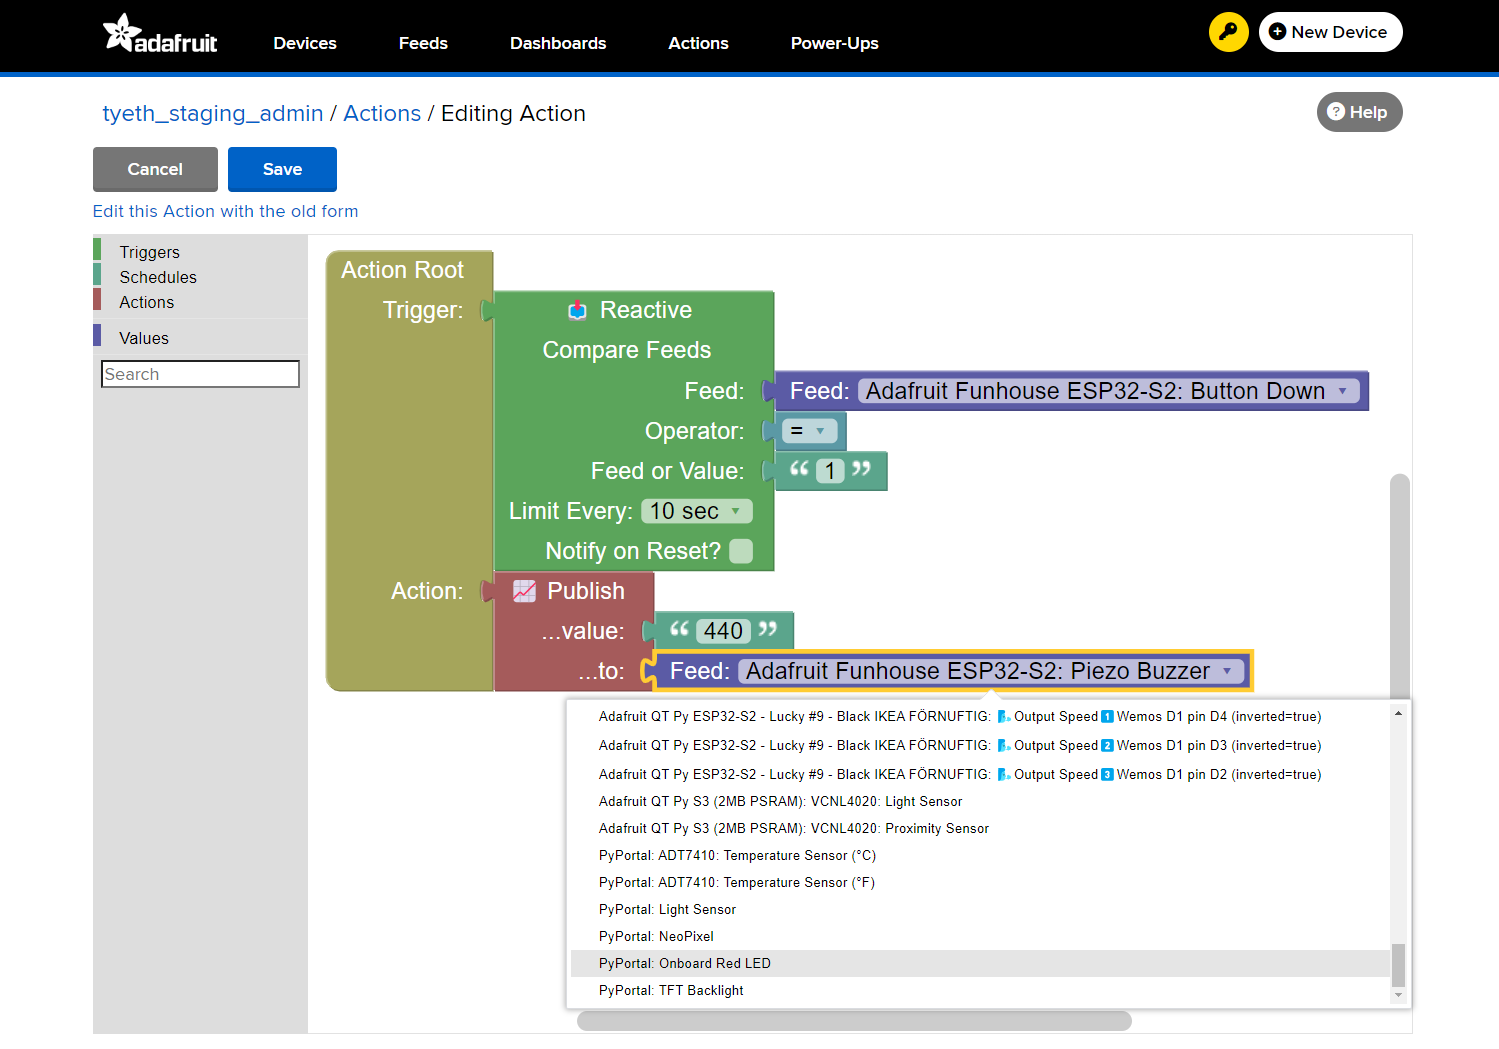 adafruit
Devices Feeds Dashboards Actions Power-Ups
New Device
tyeth_staging_admin / Actions / Editing Action
? Help
Cancel Save
Edit this Action with the old form
Triggers
Schedules
Actions
Values
Search
Action Root
Trigger: Reactive
Compare Feeds
Feed: Feed: Adafruit Funhouse ESP32-S2: Button Down
Operator: =
Feed or Value: “ 1 ”
Limit Every: 10 sec
Notify on Reset?
Action: Publish
...value: “ 440 ”
...to: Feed: Adafruit Funhouse ESP32-S2: Piezo Buzzer
Adafruit QT Py ESP32-S2 - Lucky #9 - Black IKEA FÖRNUFTIG: Output Speed 1 Wemos D1 pin D4 (inverted=true)
Adafruit QT Py ESP32-S2 - Lucky #9 - Black IKEA FÖRNUFTIG: Output Speed 2 Wemos D1 pin D3 (inverted=true)
Adafruit QT Py ESP32-S2 - Lucky #9 - Black IKEA FÖRNUFTIG: Output Speed 3 Wemos D1 pin D2 (inverted=true)
Adafruit QT Py S3 (2MB PSRAM): VCNL4020: Light Sensor
Adafruit QT Py S3 (2MB PSRAM): VCNL4020: Proximity Sensor
PyPortal: ADT7410: Temperature Sensor (°C)
PyPortal: ADT7410: Temperature Sensor (°F)
PyPortal: Light Sensor
PyPortal: NeoPixel
PyPortal: Onboard Red LED
PyPortal: TFT Backlight